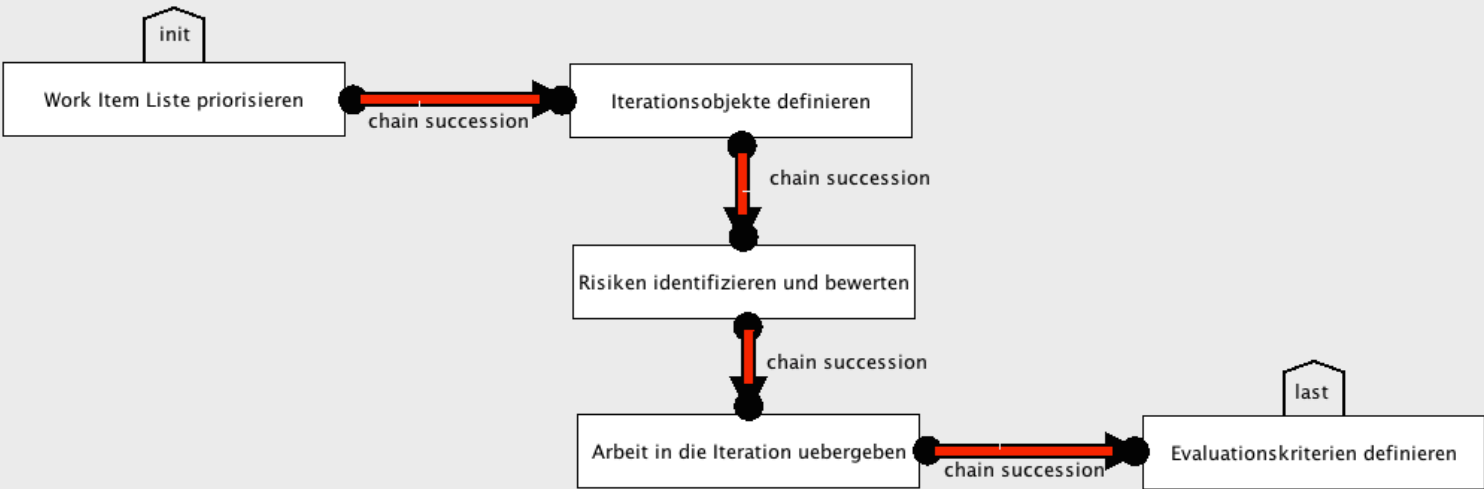 init
Work Item Liste priorisieren
chain succession
Iterationsobjekte definieren
chain succession
Risiken identifizieren und bewerten
chain succession
Arbeit in die Iteration uebergeben
chain succession
last
Evaluationskriterien definieren